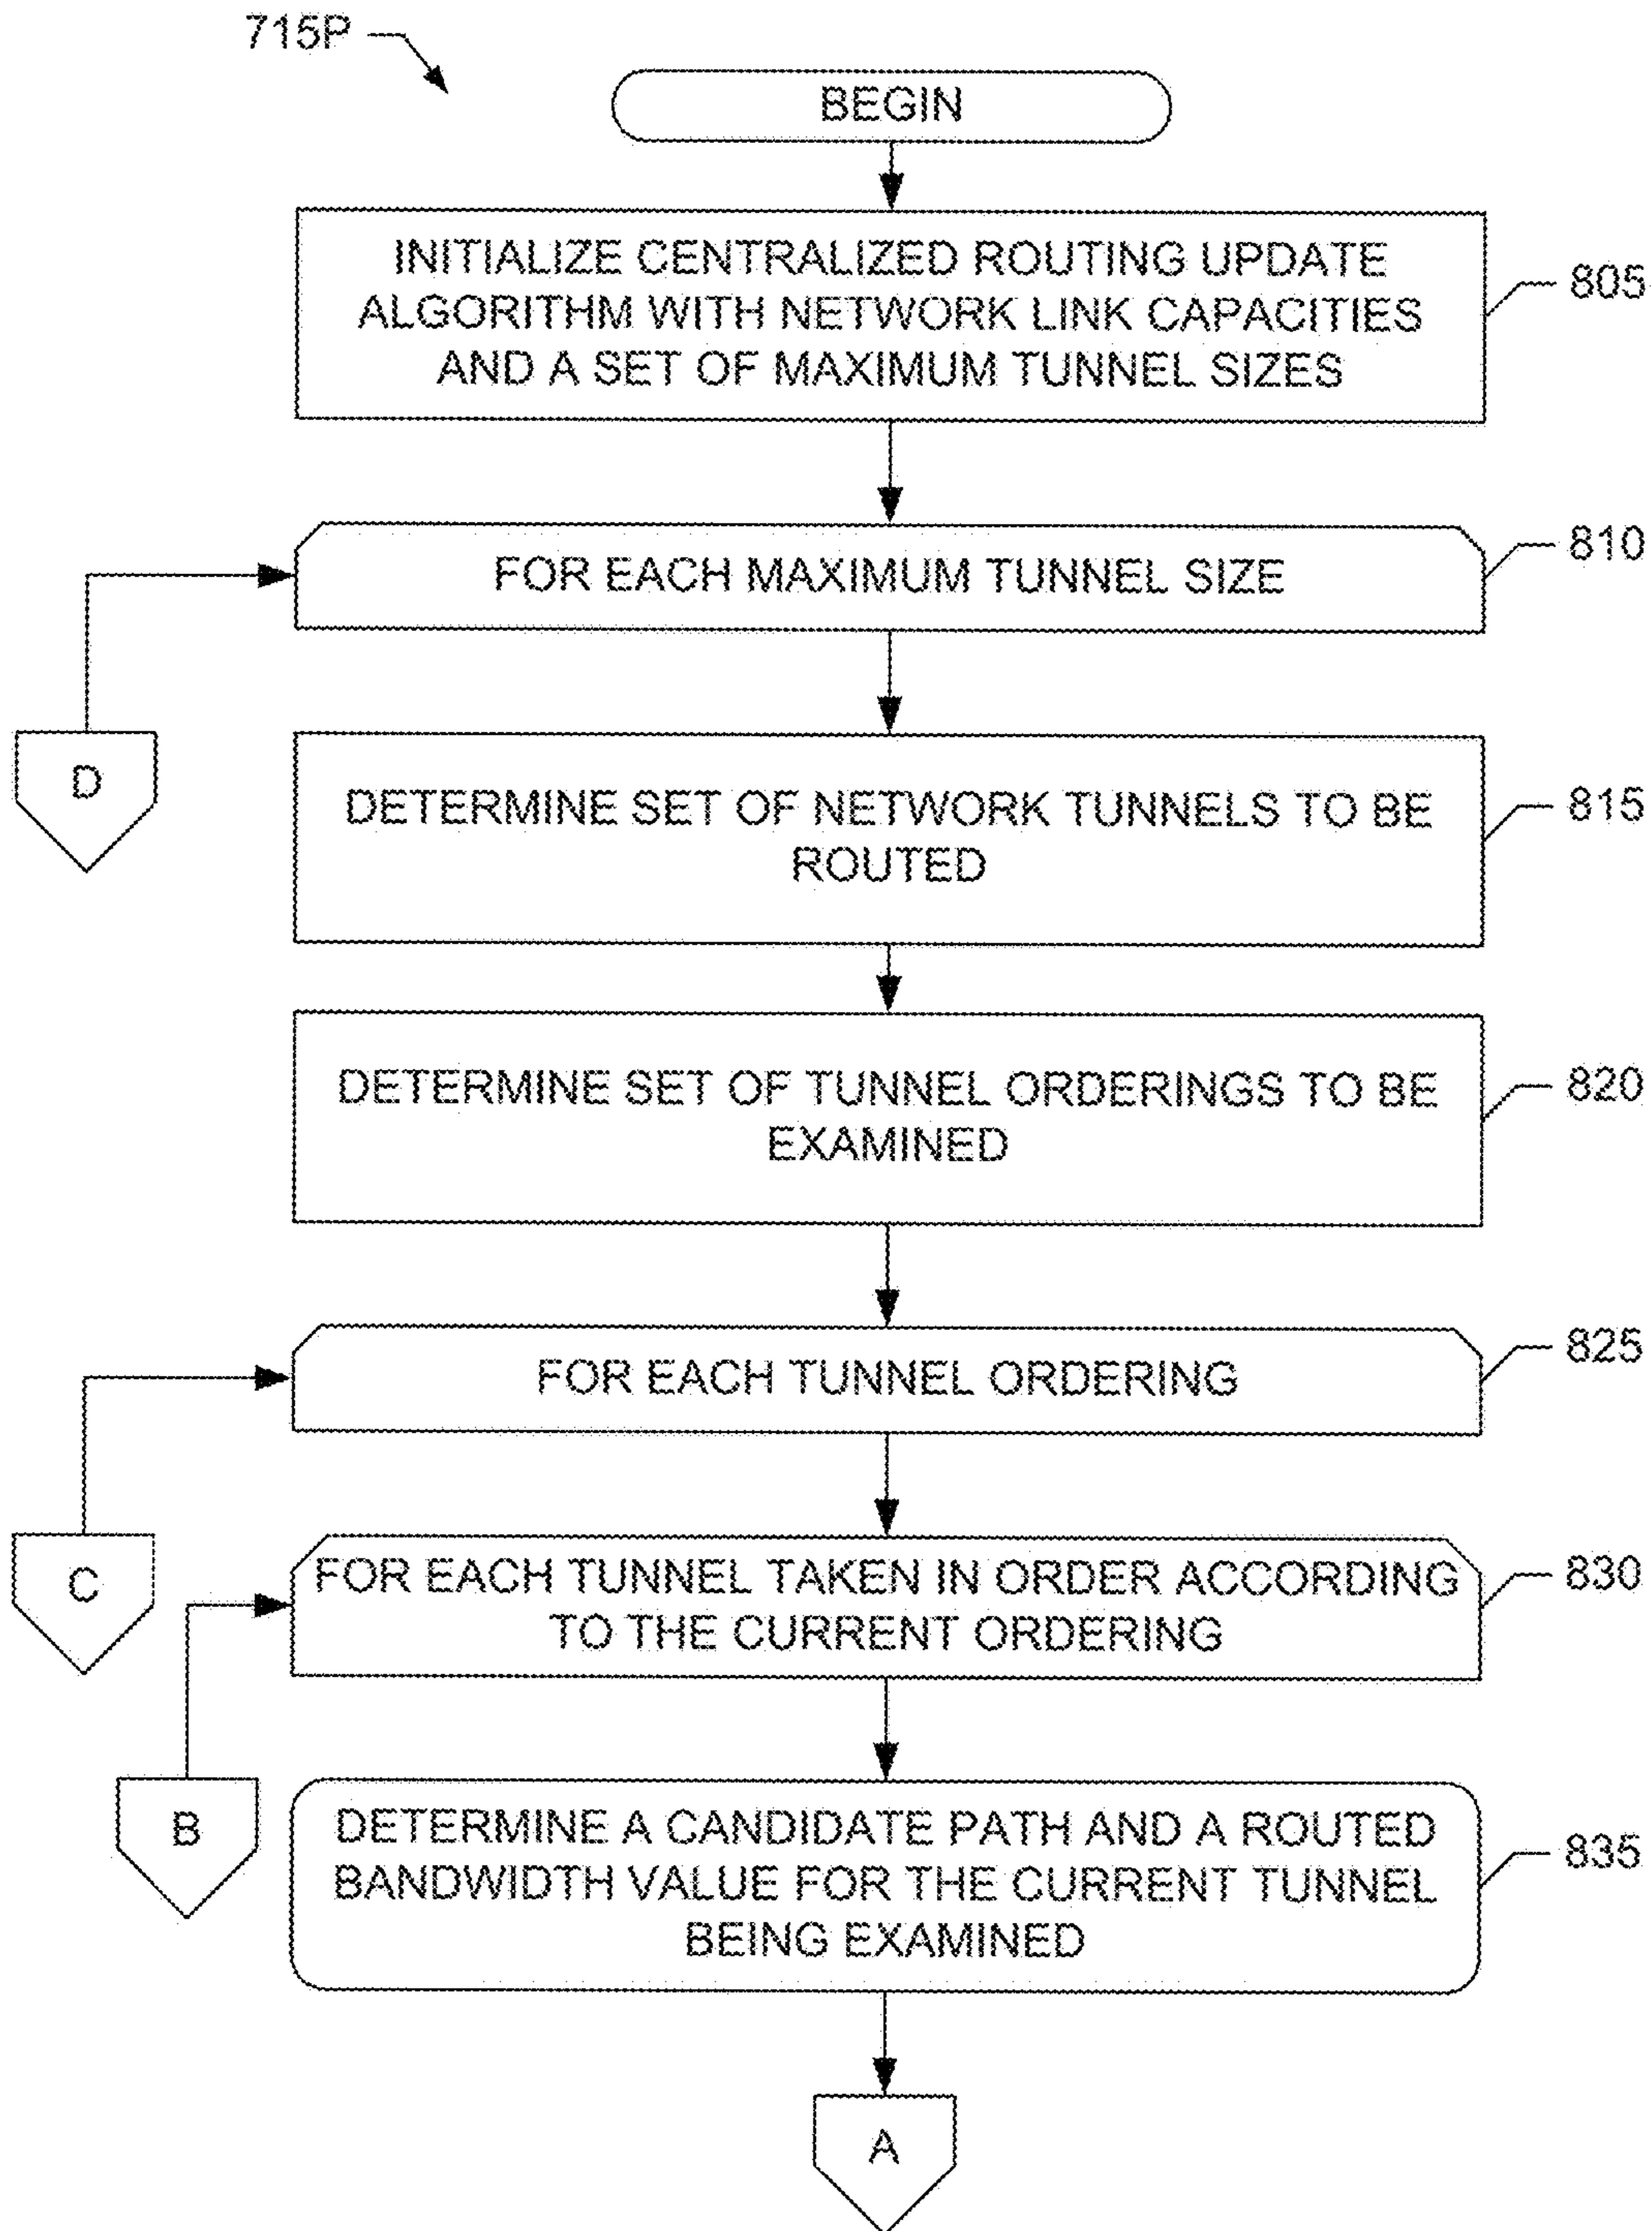 715P
BEGIN
INITIALIZE CENTRALIZED ROUTING UPDATE
ALGORITHM WITH NETWORK LINK CAPACITIES
AND A SET OF MAXIMUM TUNNEL SIZES
805
FOR EACH MAXIMUM TUNNEL SIZE
810
D
DETERMINE SET OF NETWORK TUNNELS TO BE
ROUTED
815
DETERMINE SET OF TUNNEL ORDERINGS TO BE
EXAMINED
820
FOR EACH TUNNEL ORDERING
825
C
FOR EACH TUNNEL TAKEN IN ORDER ACCORDING
TO THE CURRENT ORDERING
830
B
DETERMINE A CANDIDATE PATH AND A ROUTED
BANDWIDTH VALUE FOR THE CURRENT TUNNEL
BEING EXAMINED
835
A